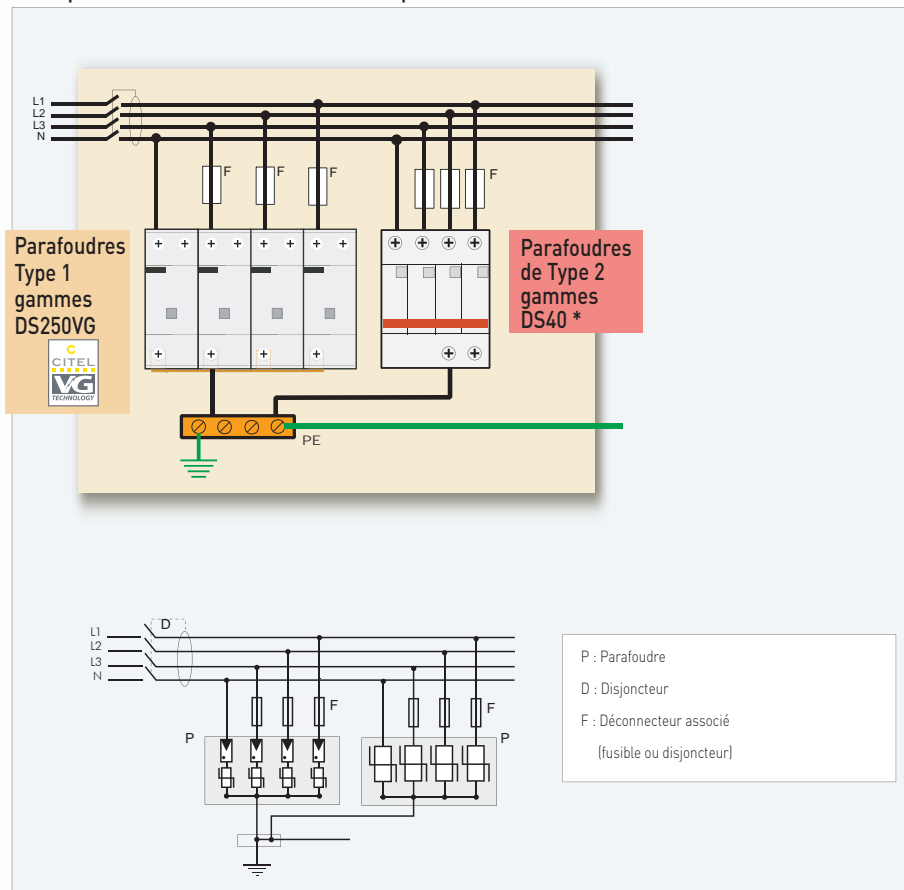 L1
L2
L3
N
F
F
F
F
Parafoudres
Type 1
gammes
DS250VG
C
CITEL
VG
TECHNOLOGY
Parafoudres
de Type 2
gammes
DS40 *
PE
D
L1
L2
L3
N
F
F
P
P
P : Parafoudre
D : Disjoncteur
F : Déconnecteur associé
(fusible ou disjoncteur)